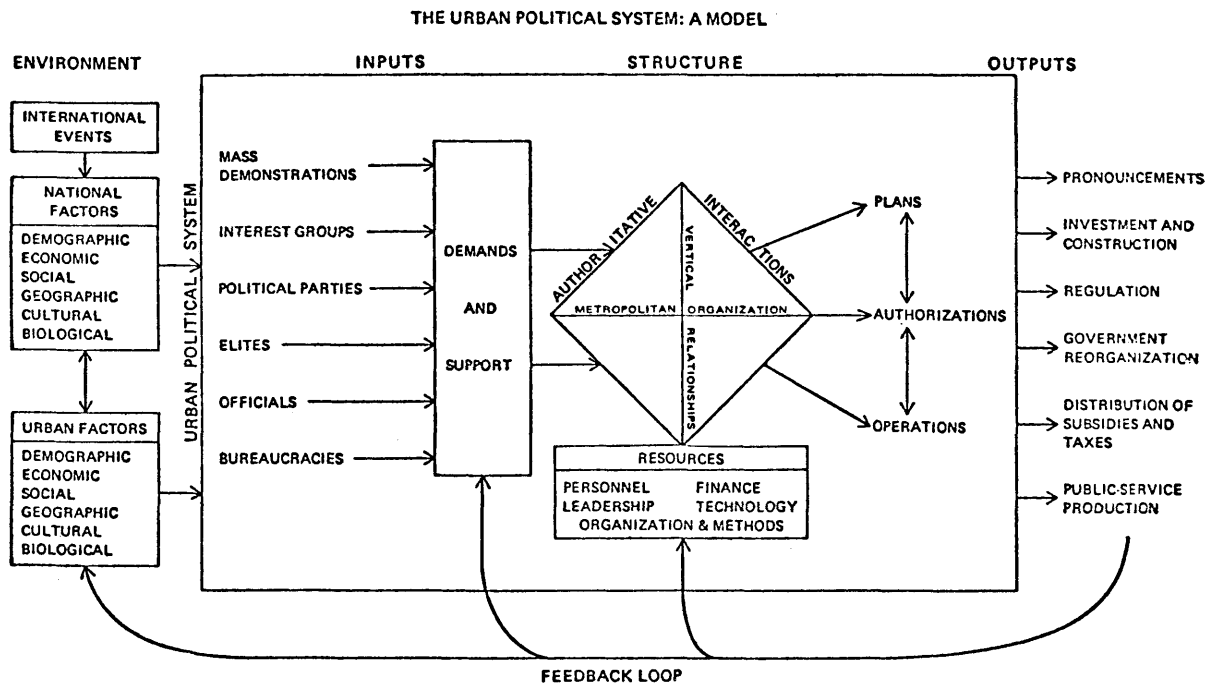 THE URBAN POLITICAL SYSTEM: A MODEL
ENVIRONMENT
INPUTS
STRUCTURE
OUTPUTS
INTERNATIONAL
EVENTS
NATIONAL
FACTORS
DEMOGRAPHIC
ECONOMIC
SOCIAL
GEOGRAPHIC
CULTURAL
BIOLOGICAL
URBAN FACTORS
DEMOGRAPHIC
ECONOMIC
SOCIAL
GEOGRAPHIC
CULTURAL
BIOLOGICAL
URBAN POLITICAL SYSTEM
MASS
DEMONSTRATIONS
INTEREST GROUPS
POLITICAL PARTIES
ELITES
OFFICIALS
BUREAUCRACIES
DEMANDS
AND
SUPPORT
AUTHORITATIVE
INTERACTIONS
VERTICAL
METROPOLITAN ORGANIZATION
RELATIONSHIPS
RESOURCES
PERSONNEL FINANCE
LEADERSHIP TECHNOLOGY
ORGANIZATION & METHODS
PLANS
AUTHORIZATIONS
OPERATIONS
PRONOUNCEMENTS
INVESTMENT AND
CONSTRUCTION
REGULATION
GOVERNMENT
REORGANIZATION
DISTRIBUTION OF
SUBSIDIES AND
TAXES
PUBLIC-SERVICE
PRODUCTION
FEEDBACK LOOP